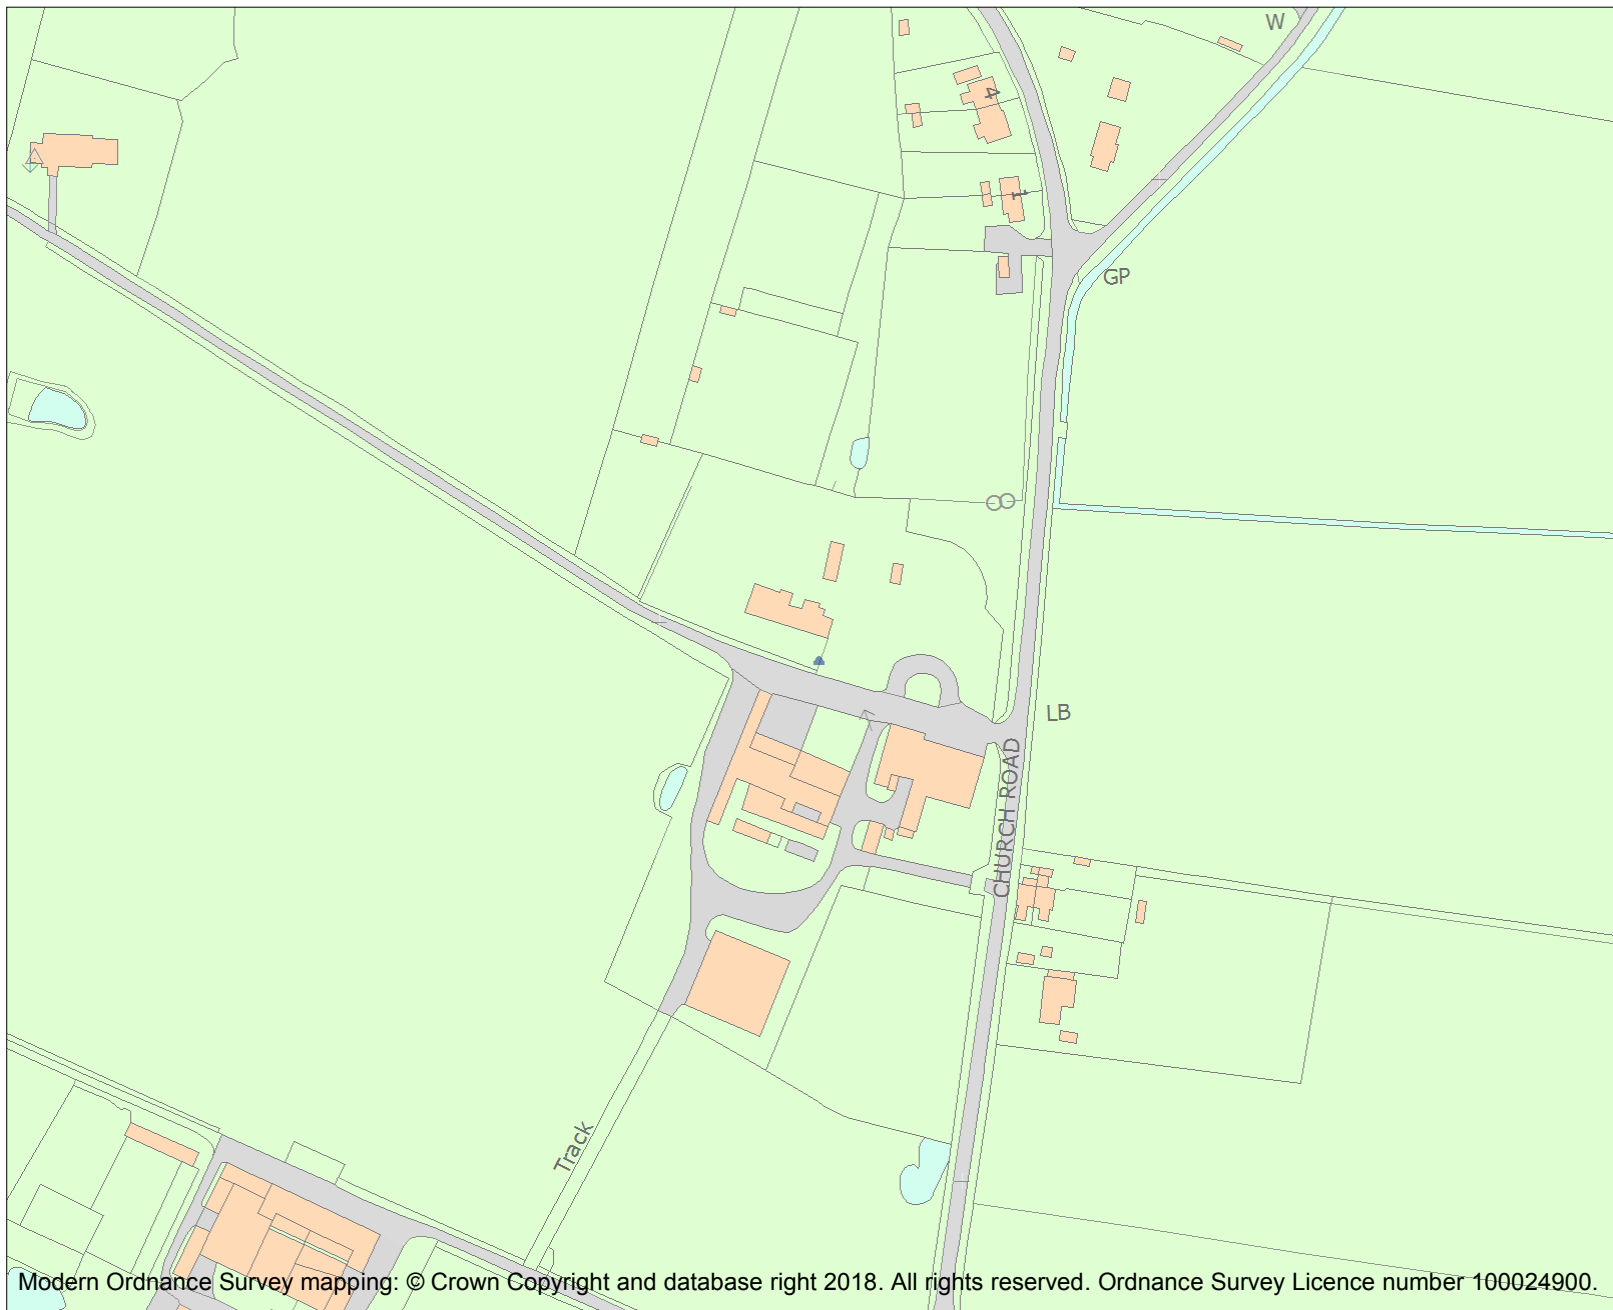 W
4
1
GP
LB
CHURCH ROAD
Track
Modern Ordnance Survey mapping: © Crown Copyright and database right 2018. All rights reserved. Ordnance Survey Licence number 100024900.